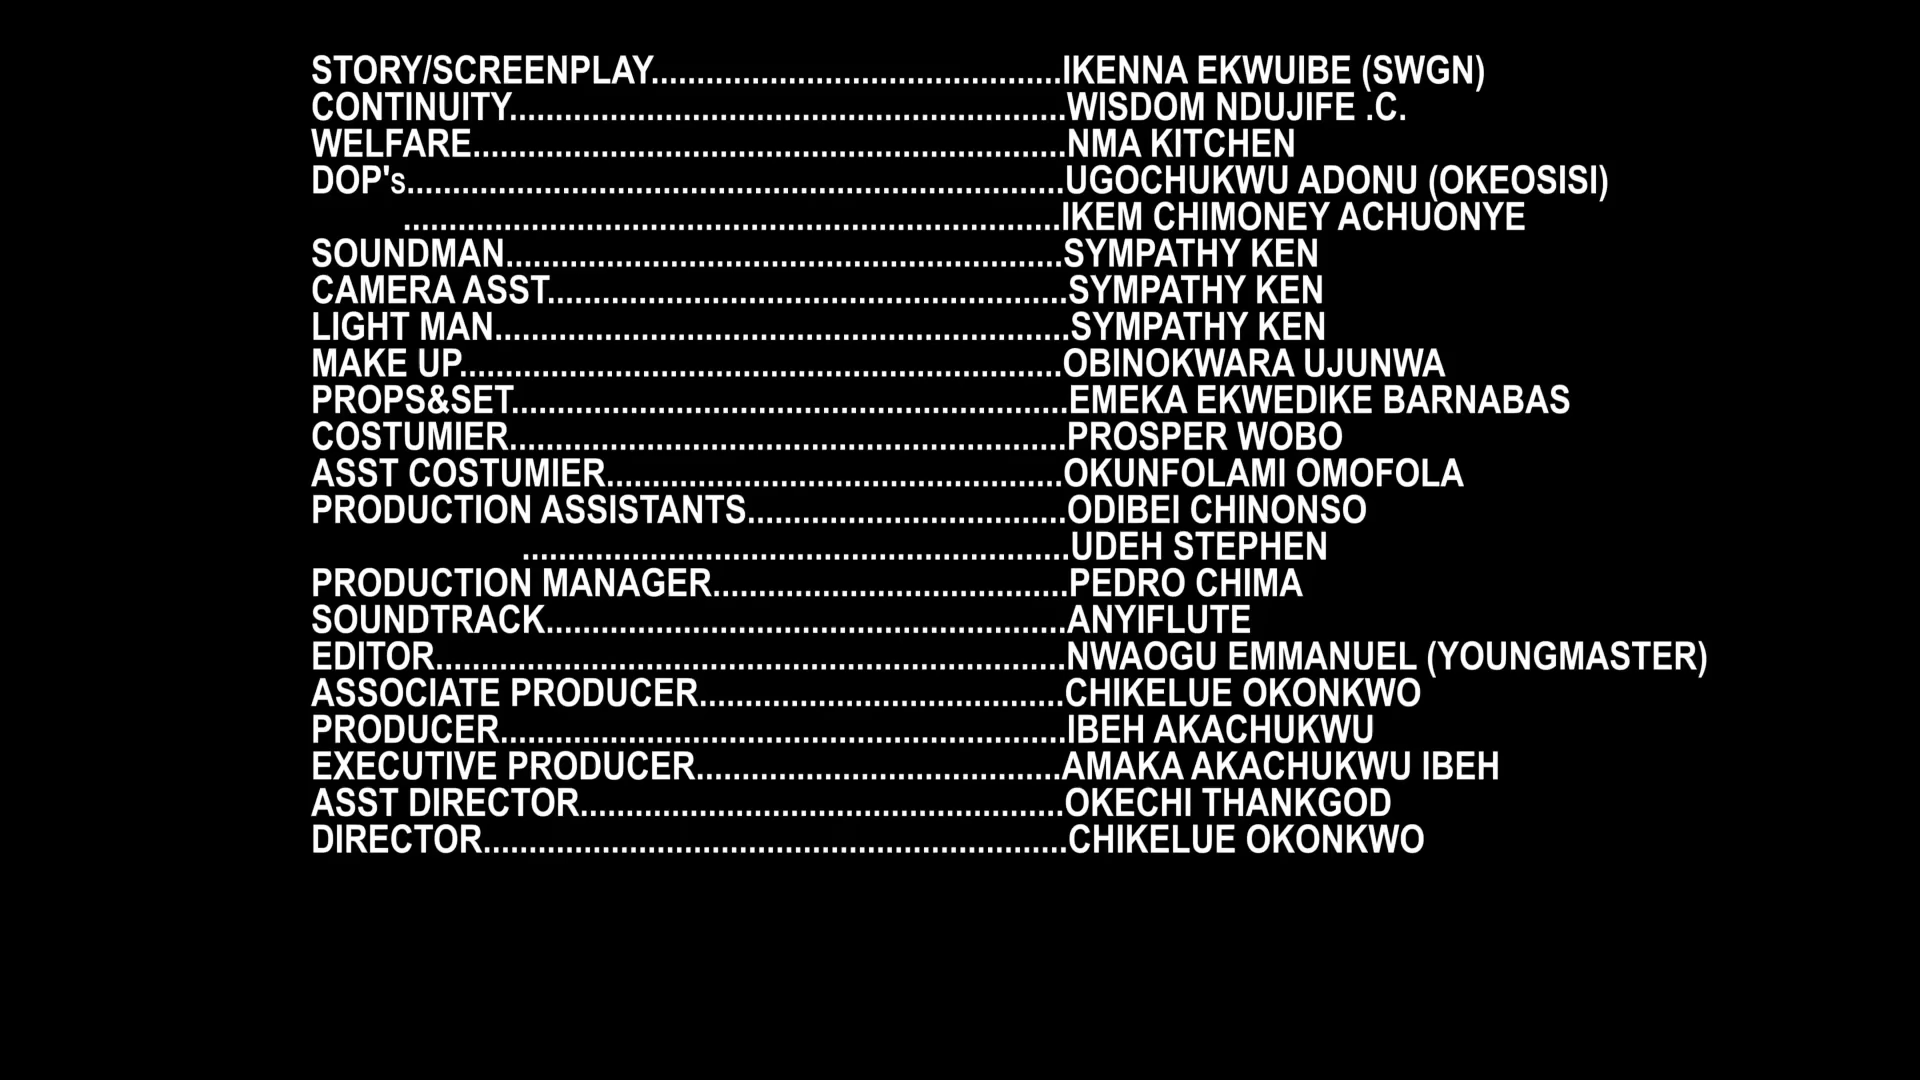 STORY/SCREENPLAY.............................................IKENNA EKWUIBE (SWGN)
CONTINUITY.............................................................WISDOM NDUJIFE .C.
WELFARE.................................................................NMA KITCHEN
DOP's........................................................................UGOCHUKWU ADONU (OKEOSISI)
........................................................................IKEM CHIMONEY ACHUONYE
SOUNDMAN.............................................................SYMPATHY KEN
CAMERA ASST.........................................................SYMPATHY KEN
LIGHT MAN...............................................................SYMPATHY KEN
MAKE UP..................................................................OBINOKWARA UJUNWA
PROPS&SET.............................................................EMEKA EKWEDIKE BARNABAS
COSTUMIER.............................................................PROSPER WOBO
ASST COSTUMIER..................................................OKUNFOLAMI OMOFOLA
PRODUCTION ASSISTANTS...................................ODIBEI CHINONSO
............................................................UDEH STEPHEN
PRODUCTION MANAGER.......................................PEDRO CHIMA
SOUNDTRACK.........................................................ANYIFLUTE
EDITOR.....................................................................NWAOGU EMMANUEL (YOUNGMASTER)
ASSOCIATE PRODUCER........................................CHIKELUE OKONKWO
PRODUCER..............................................................IBEH AKACHUKWU
EXECUTIVE PRODUCER........................................AMAKA AKACHUKWU IBEH
ASST DIRECTOR.....................................................OKECHI THANKGOD
DIRECTOR................................................................CHIKELUE OKONKWO